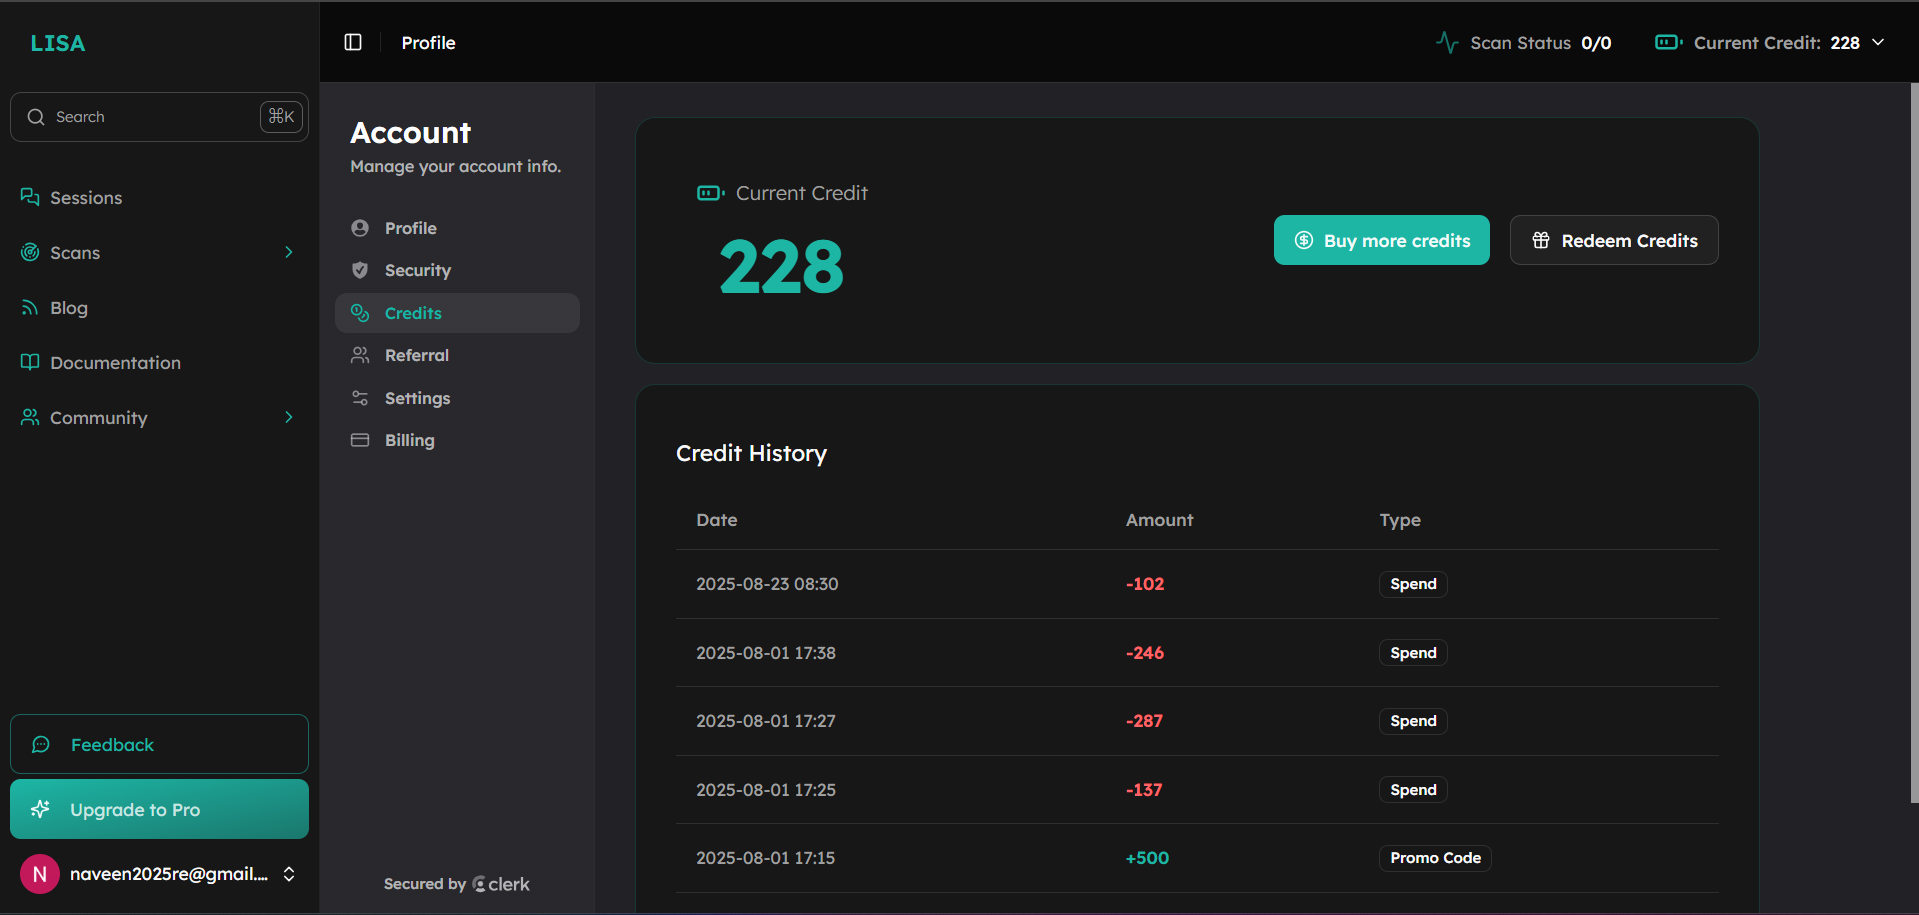 LISA
Search
⌘K
Sessions
Scans
Blog
Documentation
Community
Feedback
Upgrade to Pro
N
naveen2025re@gmail....
Profile
Scan Status 0/0
Current Credit: 228
Account
Manage your account info.
Profile
Security
Credits
Referral
Settings
Billing
Secured by clerk
Current Credit
228
Buy more credits
Redeem Credits
Credit History
Date Amount Type
2025-08-23 08:30 -102 Spend
2025-08-01 17:38 -246 Spend
2025-08-01 17:27 -287 Spend
2025-08-01 17:25 -137 Spend
2025-08-01 17:15 +500 Promo Code